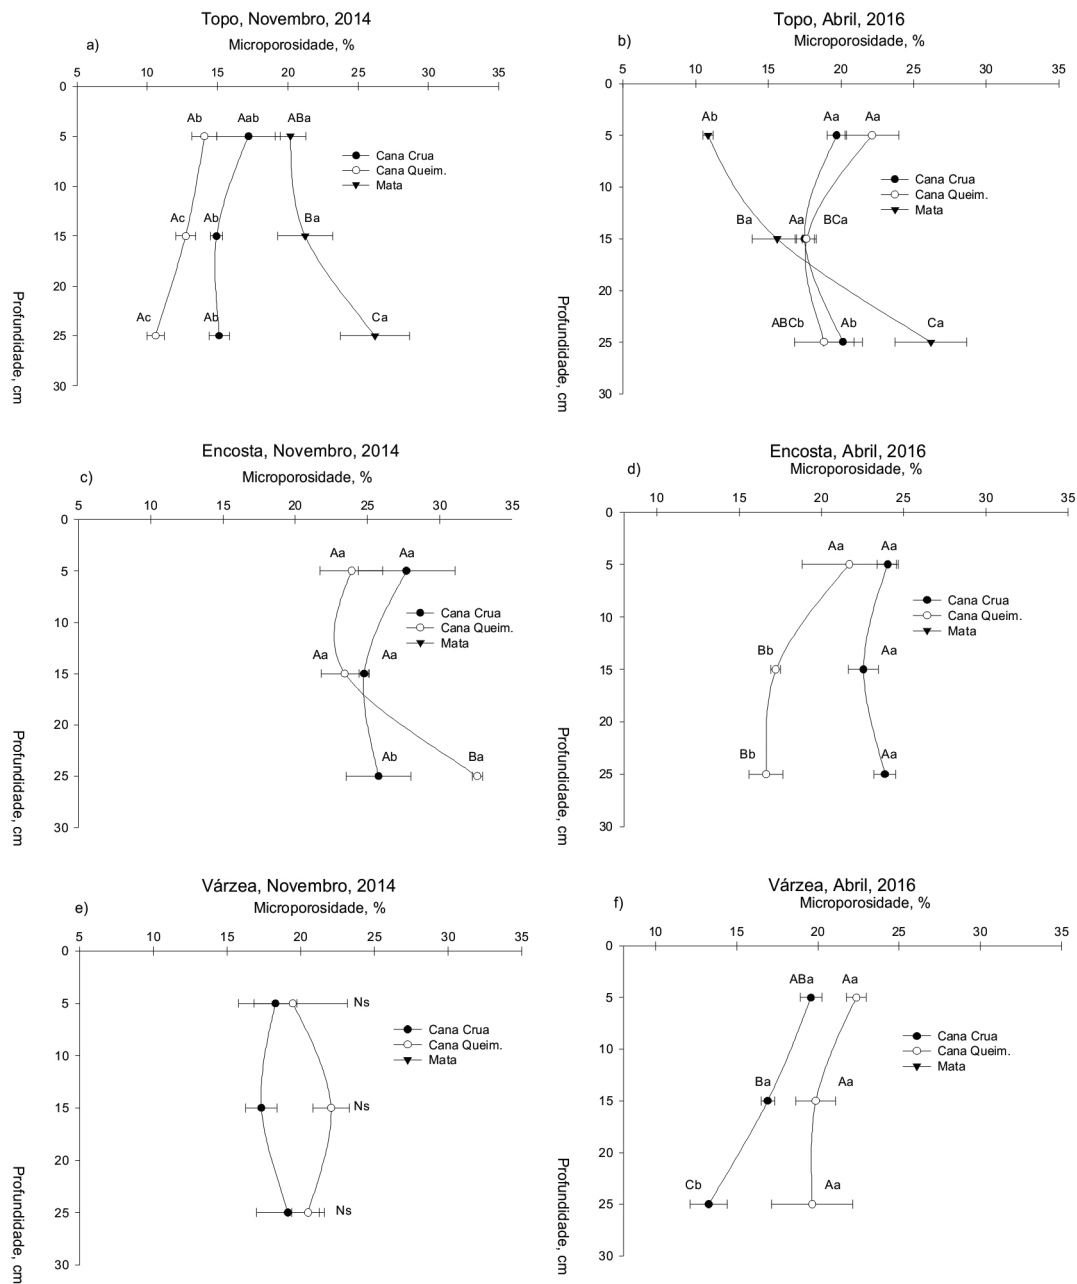 Topo, Novembro, 2014
a)
Microporosidade, %
5 10 15 20 25 30 35
0
5
10
15
20
25
30
Profundidade, cm
Ab Aab ABa
Ac Ab Ba
Ac Ab Ca
Cana Crua
Cana Queim.
Mata
Topo, Abril, 2016
b)
Microporosidade, %
5 10 15 20 25 30 35
0
5
10
15
20
25
30
Profundidade, cm
Ab Aa Aa
Ba Aa BCa
ABCb Ab Ca
Cana Crua
Cana Queim.
Mata
Encosta, Novembro, 2014
c)
Microporosidade, %
5 10 15 20 25 30 35
0
5
10
15
20
25
30
Profundidade, cm
Aa Aa
Aa Aa
Ab Ba
Cana Crua
Cana Queim.
Mata
Encosta, Abril, 2016
d)
Microporosidade, %
10 15 20 25 30 35
0
5
10
15
20
25
30
Profundidade, cm
Aa Aa
Bb Aa
Bb Aa
Cana Crua
Cana Queim.
Mata
Várzea, Novembro, 2014
e)
Microporosidade, %
5 10 15 20 25 30 35
0
5
10
15
20
25
30
Profundidade, cm
Ns
Ns
Ns
Cana Crua
Cana Queim.
Mata
Várzea, Abril, 2016
f)
Microporosidade, %
10 15 20 25 30 35
0
5
10
15
20
25
30
Profundidade, cm
ABa Aa
Ba Aa
Cb Aa
Cana Crua
Cana Queim.
Mata